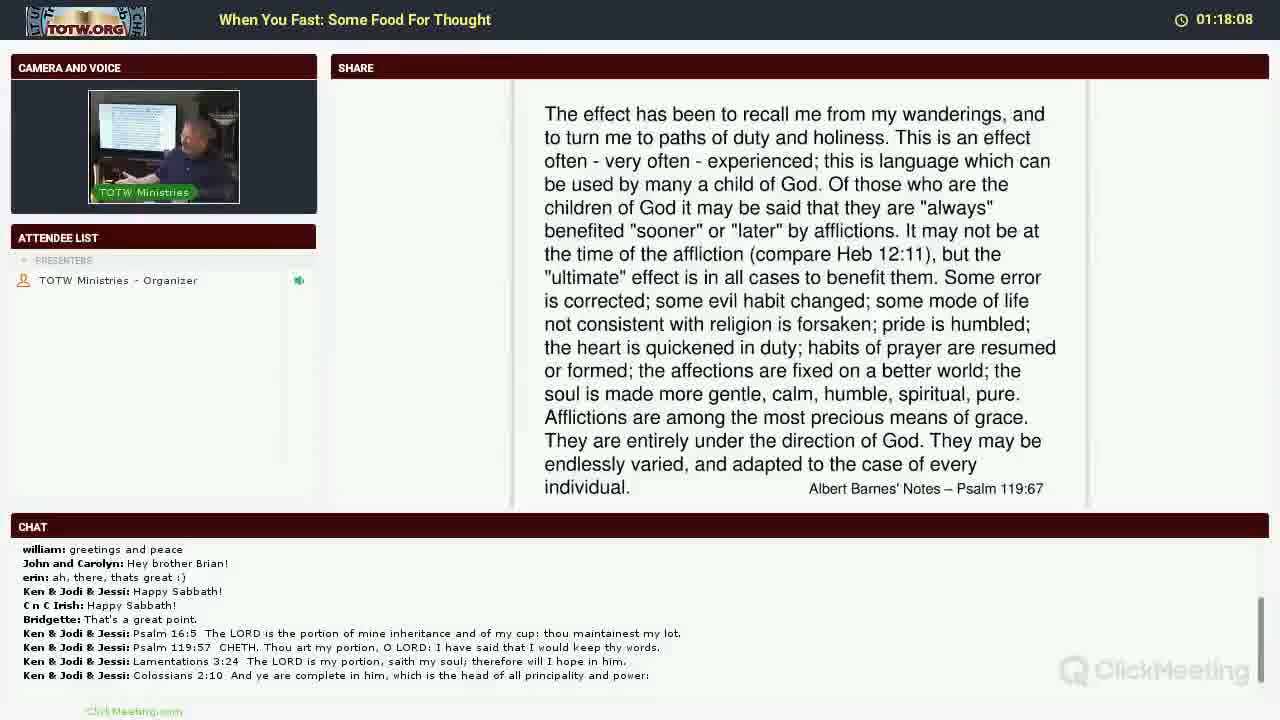 TOTW.ORG
When You Fast: Some Food For Thought
01:18:08
CAMERA AND VOICE
TOTW Ministries
ATTENDEE LIST
PRESENTERS
TOTW Ministries - Organizer
SHARE
The effect has been to recall me from my wanderings, and
to turn me to paths of duty and holiness. This is an effect
often - very often - experienced; this is language which can
be used by many a child of God. Of those who are the
children of God it may be said that they are "always"
benefited "sooner" or "later" by afflictions. It may not be at
the time of the affliction (compare Heb 12:11), but the
"ultimate" effect is in all cases to benefit them. Some error
is corrected; some evil habit changed; some mode of life
not consistent with religion is forsaken; pride is humbled;
the heart is quickened in duty; habits of prayer are resumed
or formed; the affections are fixed on a better world; the
soul is made more gentle, calm, humble, spiritual, pure.
Afflictions are among the most precious means of grace.
They are entirely under the direction of God. They may be
endlessly varied, and adapted to the case of every
individual. Albert Barnes' Notes – Psalm 119:67
CHAT
william: greetings and peace
John and Carolyn: Hey brother Brian!
erin: ah, there, thats great :)
Ken & Jodi & Jessi: Happy Sabbath!
C n C Irish: Happy Sabbath!
Bridgette: That's a great point.
Ken & Jodi & Jessi: Psalm 16:5 The LORD is the portion of mine inheritance and of my cup: thou maintainest my lot.
Ken & Jodi & Jessi: Psalm 119:57 CHETH. Thou art my portion, O LORD: I have said that I would keep thy words.
Ken & Jodi & Jessi: Lamentations 3:24 The LORD is my portion, saith my soul; therefore will I hope in him.
Ken & Jodi & Jessi: Colossians 2:10 And ye are complete in him, which is the head of all principality and power:
ClickMeeting
ClickMeeting.com